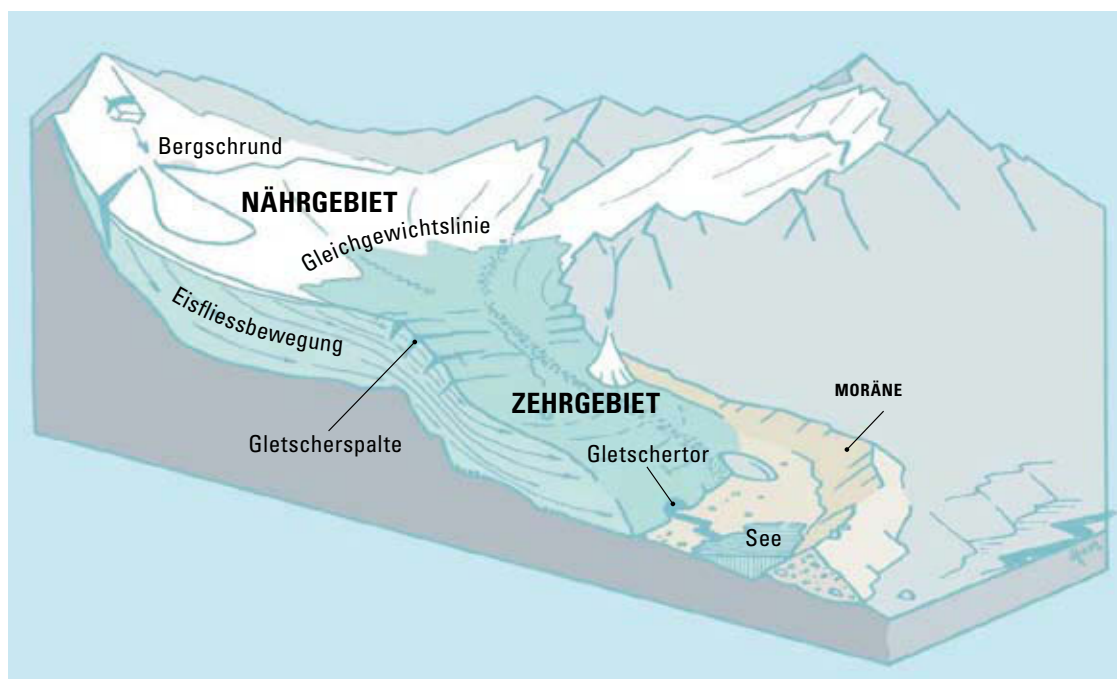 Bergschrund
NÄHRGEBIET
Gleichgewichtslinie
Eisfliessbewegung
ZEHRGEBIET
MORÄNE
Gletscherspalte
Gletschertor
See